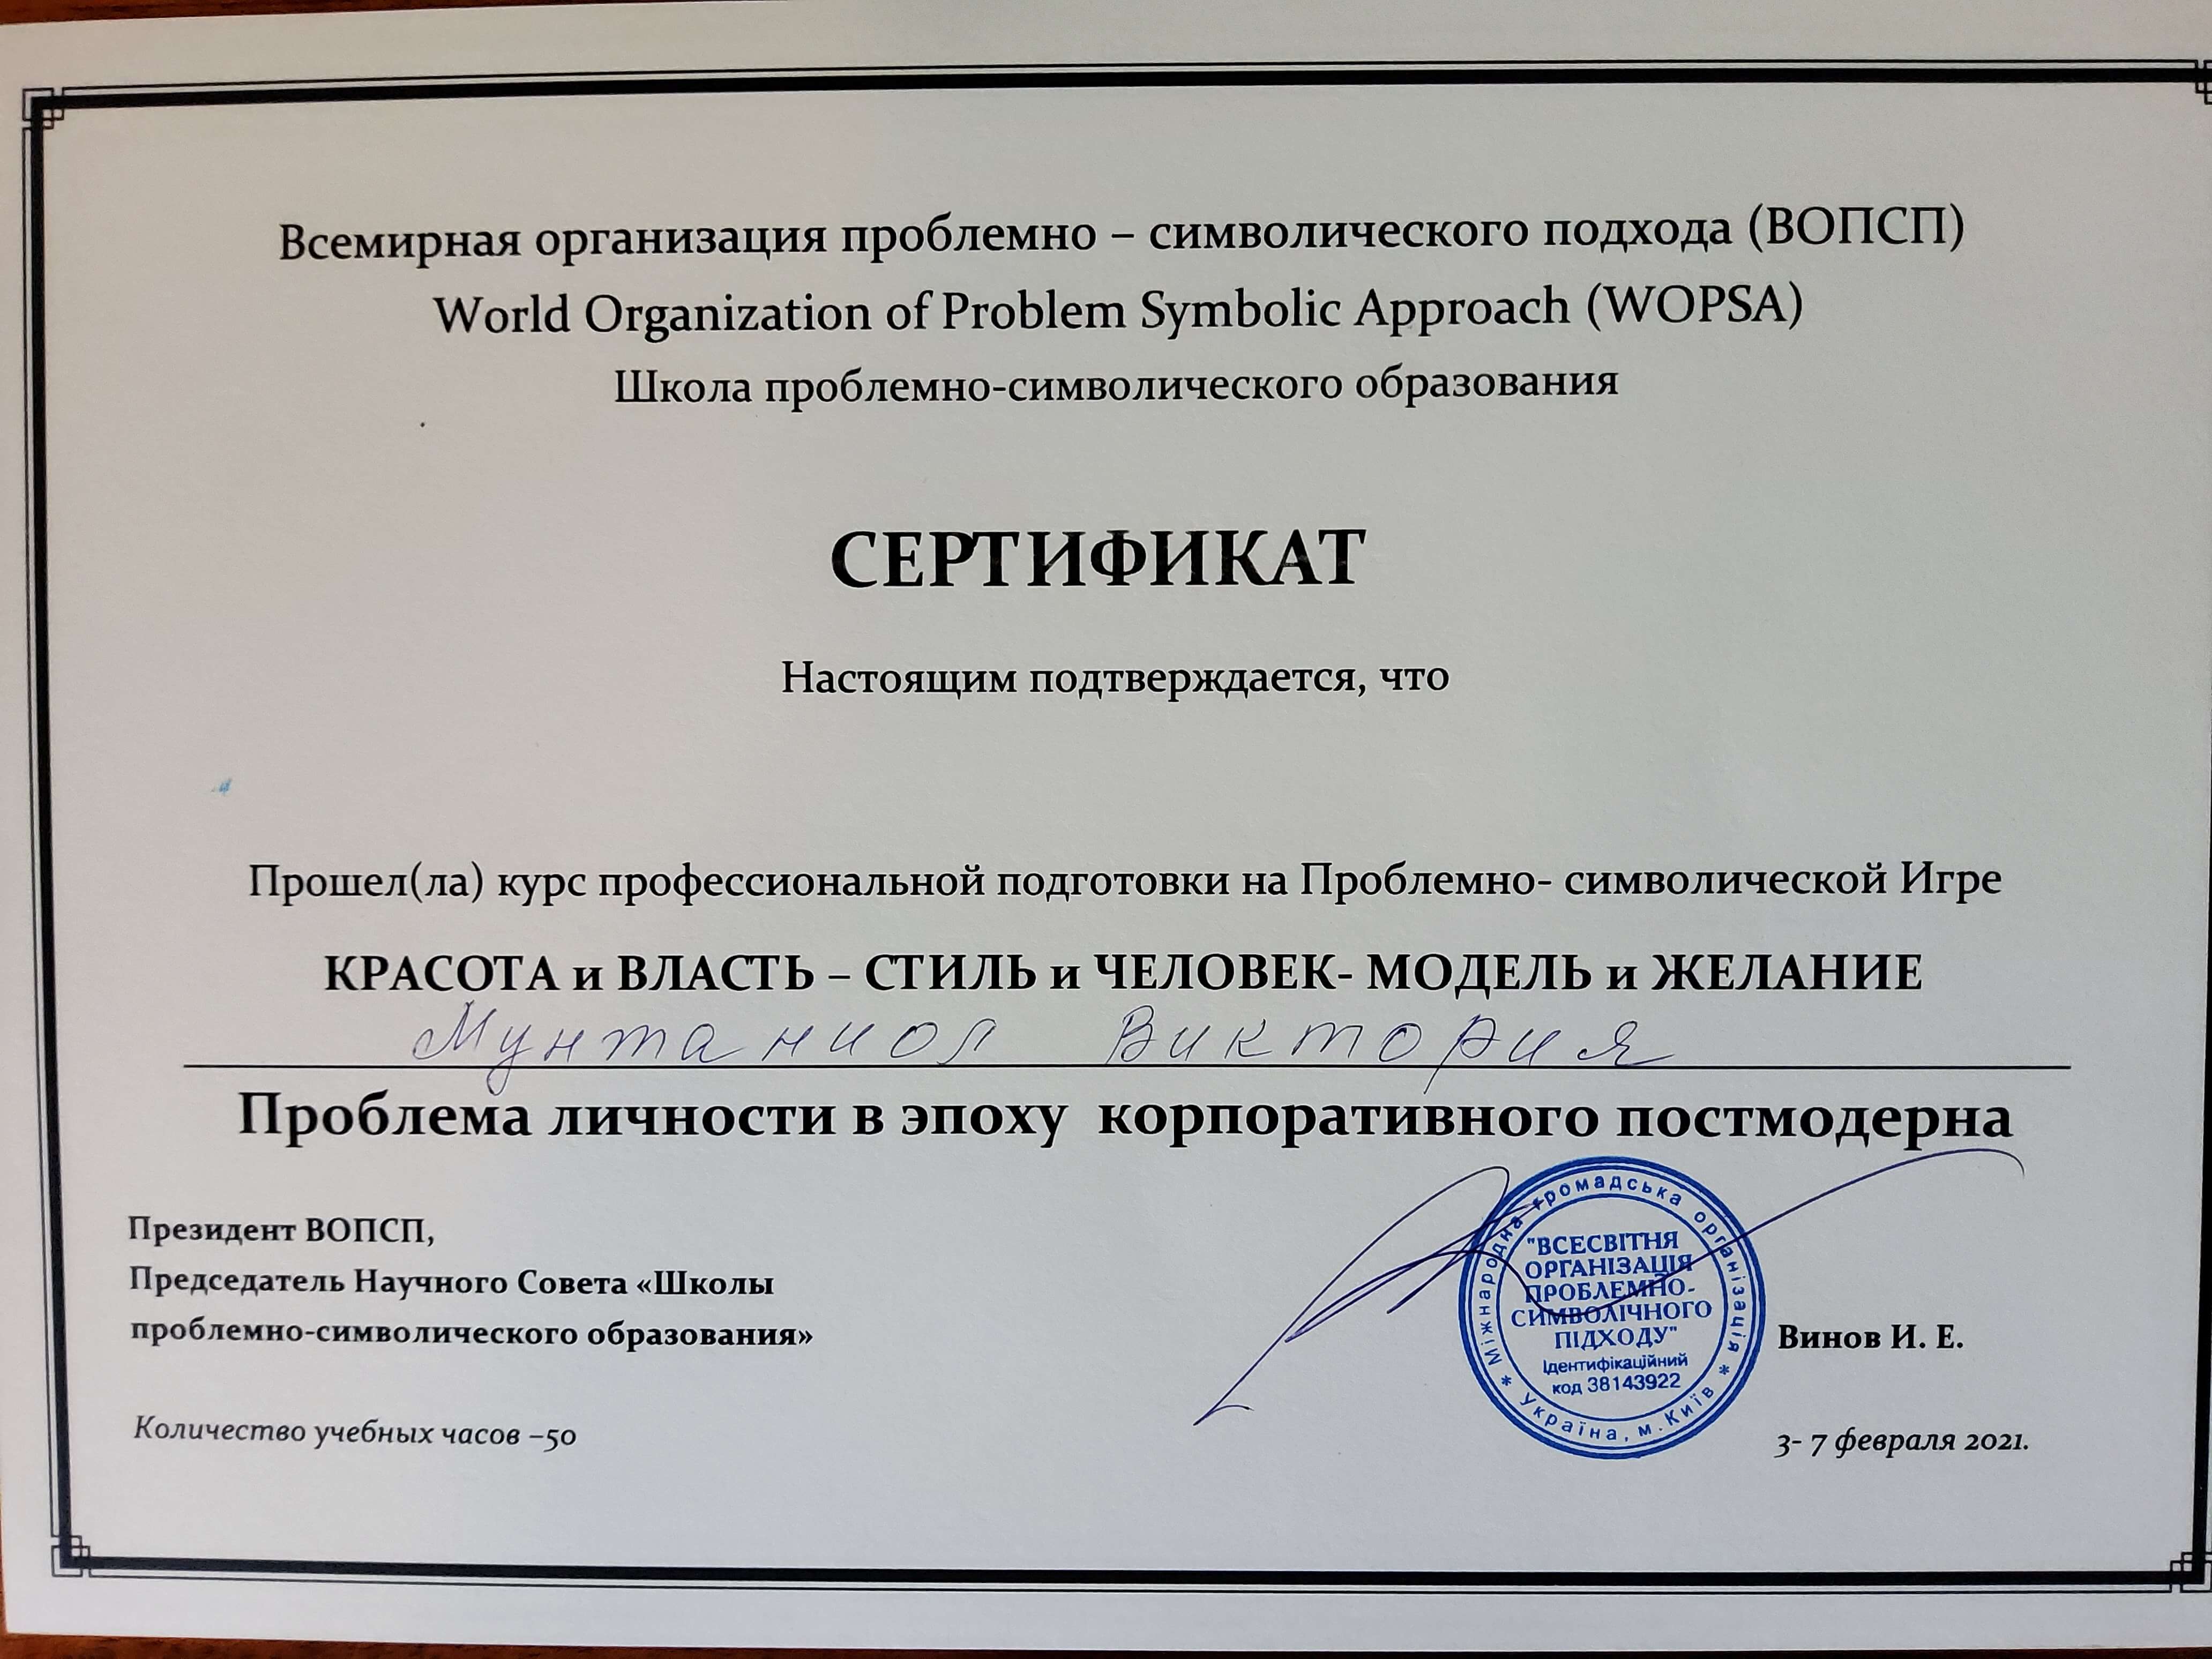 Всемирная организация проблемно – символического подхода (ВОПСП)
World Organization of Problem Symbolic Approach (WOPSA)
Школа проблемно-символического образования
СЕРТИФИКАТ
Настоящим подтверждается, что
Прошел(ла) курс профессиональной подготовки на Проблемно- символической Игре
КРАСОТА и ВЛАСТЬ – СТИЛЬ и ЧЕЛОВЕК- МОДЕЛЬ и ЖЕЛАНИЕ
Мунтаниол Виктория
Проблема личности в эпоху корпоративного постмодерна
Президент ВОПСП,
Председатель Научного Совета «Школы
проблемно-символического образования»
Міжнародна громадська організація
"ВСЕСВІТНЯ
ОРГАНІЗАЦІЯ
ПРОБЛЕМНО-
СИМВОЛІЧНОГО
ПІДХОДУ"
Ідентифікаційний
код 38143922
* Україна, м. Київ *
Винов И. Е.
Количество учебных часов –50
3- 7 февраля 2021.